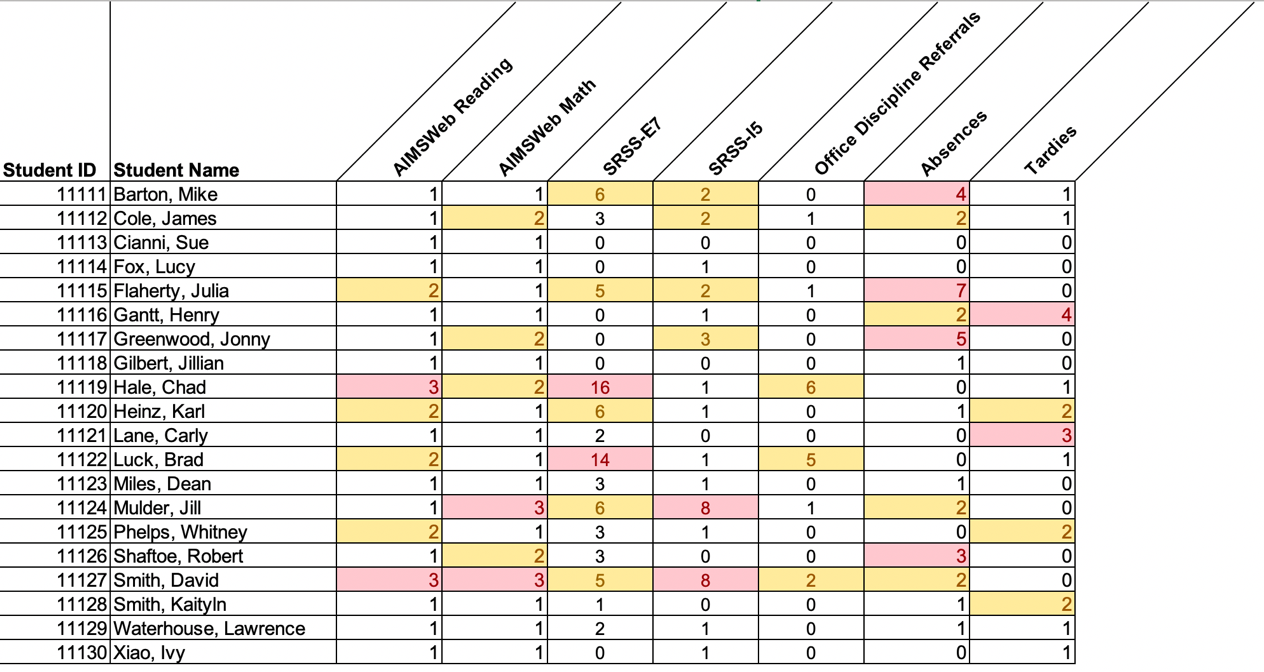 Student ID Student Name AIMSWeb Reading AIMSWeb Math SRSS-E7 SRSS-I5 Office Discipline Referrals Absences Tardies
11111 Barton, Mike 1 1 6 2 0 4 1
11112 Cole, James 1 2 3 2 1 2 1
11113 Cianni, Sue 1 1 0 0 0 0 0
11114 Fox, Lucy 1 1 0 1 0 0 0
11115 Flaherty, Julia 2 1 5 2 1 7 0
11116 Gantt, Henry 1 1 0 1 0 2 4
11117 Greenwood, Jonny 1 2 0 3 0 5 0
11118 Gilbert, Jillian 1 1 0 0 0 1 0
11119 Hale, Chad 3 2 16 1 6 0 1
11120 Heinz, Karl 2 1 6 1 0 1 2
11121 Lane, Carly 1 1 2 0 0 0 3
11122 Luck, Brad 2 1 14 1 5 0 1
11123 Miles, Dean 1 1 3 1 0 1 0
11124 Mulder, Jill 1 3 6 8 1 2 0
11125 Phelps, Whitney 2 1 3 1 0 0 2
11126 Shaftoe, Robert 1 2 3 0 0 3 0
11127 Smith, David 3 3 5 8 2 2 0
11128 Smith, Kaityln 1 1 1 0 0 1 2
11129 Waterhouse, Lawrence 1 1 2 1 0 1 1
11130 Xiao, Ivy 1 1 0 1 0 0 1